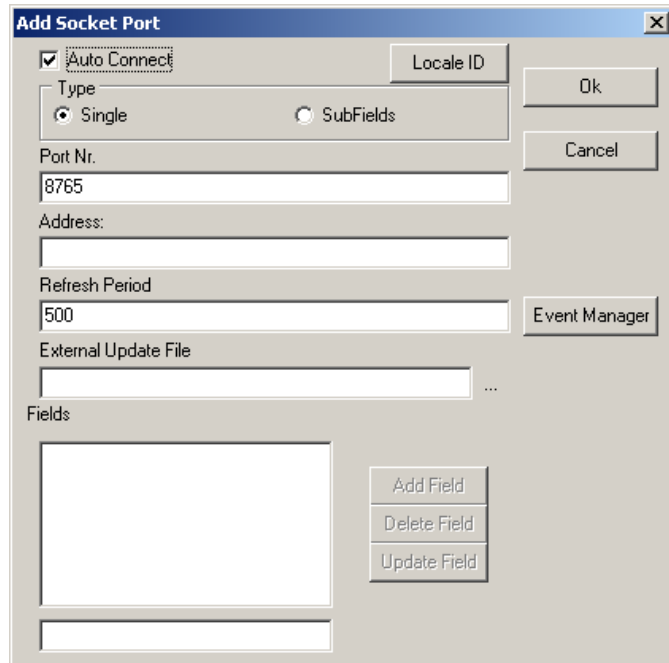 Add Socket Port
Auto Connect
Locale ID
Type
Single
SubFields
Ok
Cancel
Port Nr.
8765
Address:
Refresh Period
500
Event Manager
External Update File
...
Fields
Add Field
Delete Field
Update Field